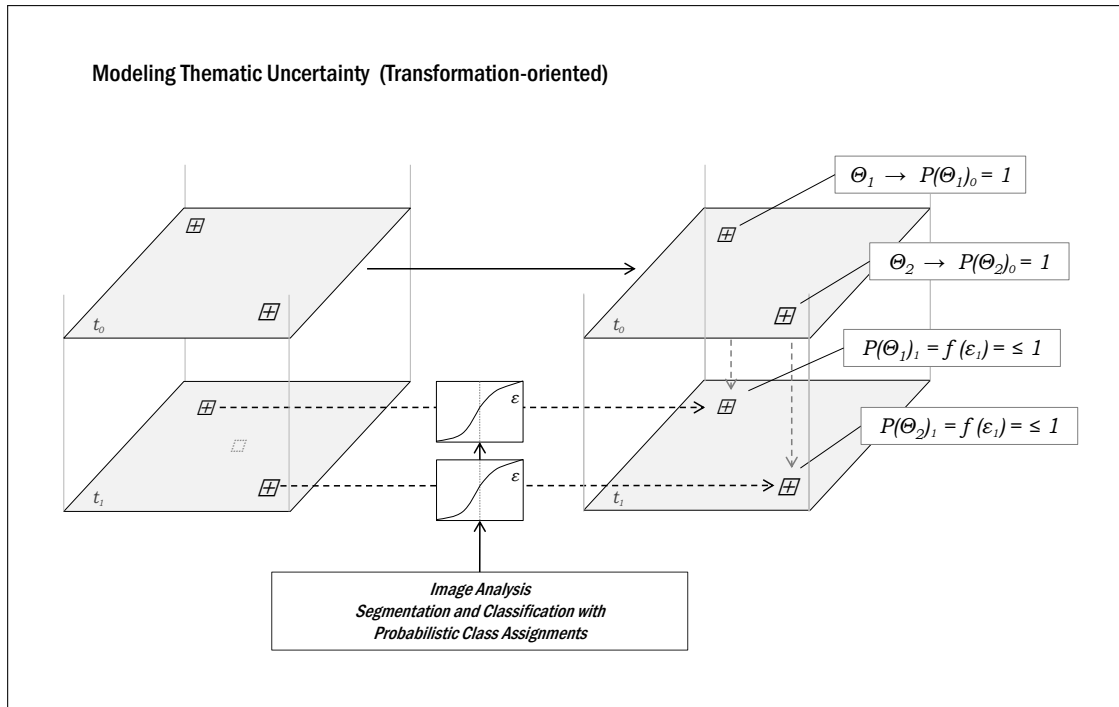 Modeling Thematic Uncertainty (Transformation-oriented)
Θ₁ → P(Θ₁)₀ = 1
Θ₂ → P(Θ₂)₀ = 1
t₀
t₀
P(Θ₁)₁ = f (ε₁) = ≤ 1
ε
P(Θ₂)₁ = f (ε₁) = ≤ 1
ε
t₁
t₁
Image Analysis
Segmentation and Classification with
Probabilistic Class Assignments